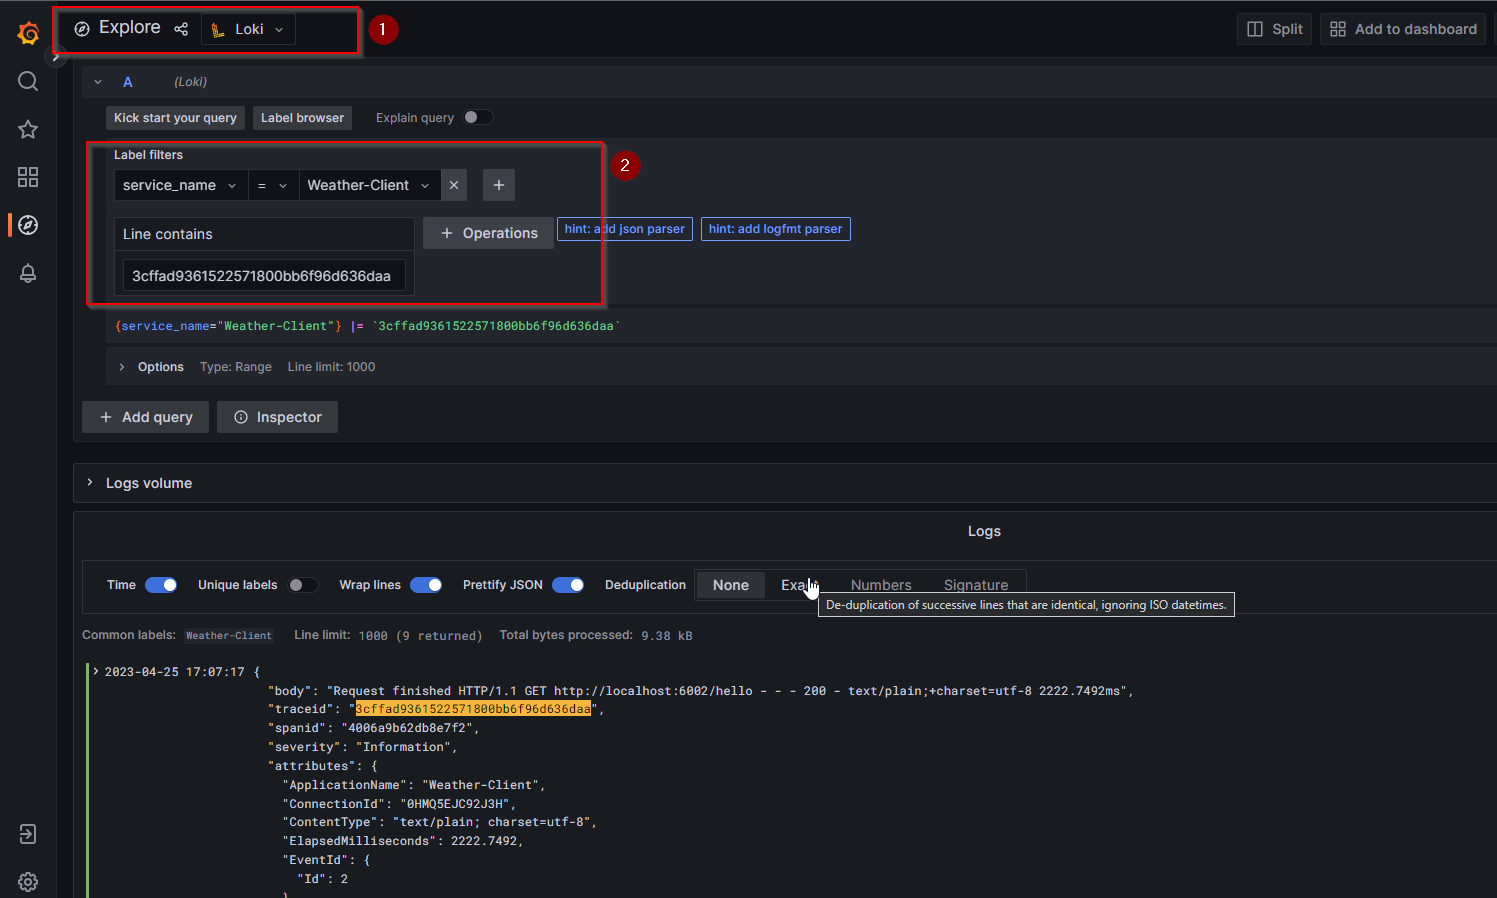 Explore
Loki
1
Split
Add to dashboard
A
(Loki)
Kick start your query
Label browser
Explain query
Label filters
2
service_name
=
Weather-Client
Line contains
Operations
hint: add json parser
hint: add logfmt parser
3cffad9361522571800bb6f96d636daa
{service_name="Weather-Client"} |= `3cffad9361522571800bb6f96d636daa`
Options Type: Range Line limit: 1000
+ Add query
Inspector
Logs volume
Logs
Time
Unique labels
Wrap lines
Prettify JSON
Deduplication
None
Exact
Numbers
Signature
De-duplication of successive lines that are identical, ignoring ISO datetimes.
Common labels: Weather-Client Line limit: 1000 (9 returned) Total bytes processed: 9.38 kB
2023-04-25 17:07:17 {
"body": "Request finished HTTP/1.1 GET http://localhost:6002/hello - - - 200 - text/plain;+charset=utf-8 2222.7492ms",
"traceid": "3cffad9361522571800bb6f96d636daa",
"spanid": "4006a9b62db8e7f2",
"severity": "Information",
"attributes": {
"ApplicationName": "Weather-Client",
"ConnectionId": "0HMQ5EJC92J3H",
"ContentType": "text/plain; charset=utf-8",
"ElapsedMilliseconds": 2222.7492,
"EventId": {
"Id": 2
}